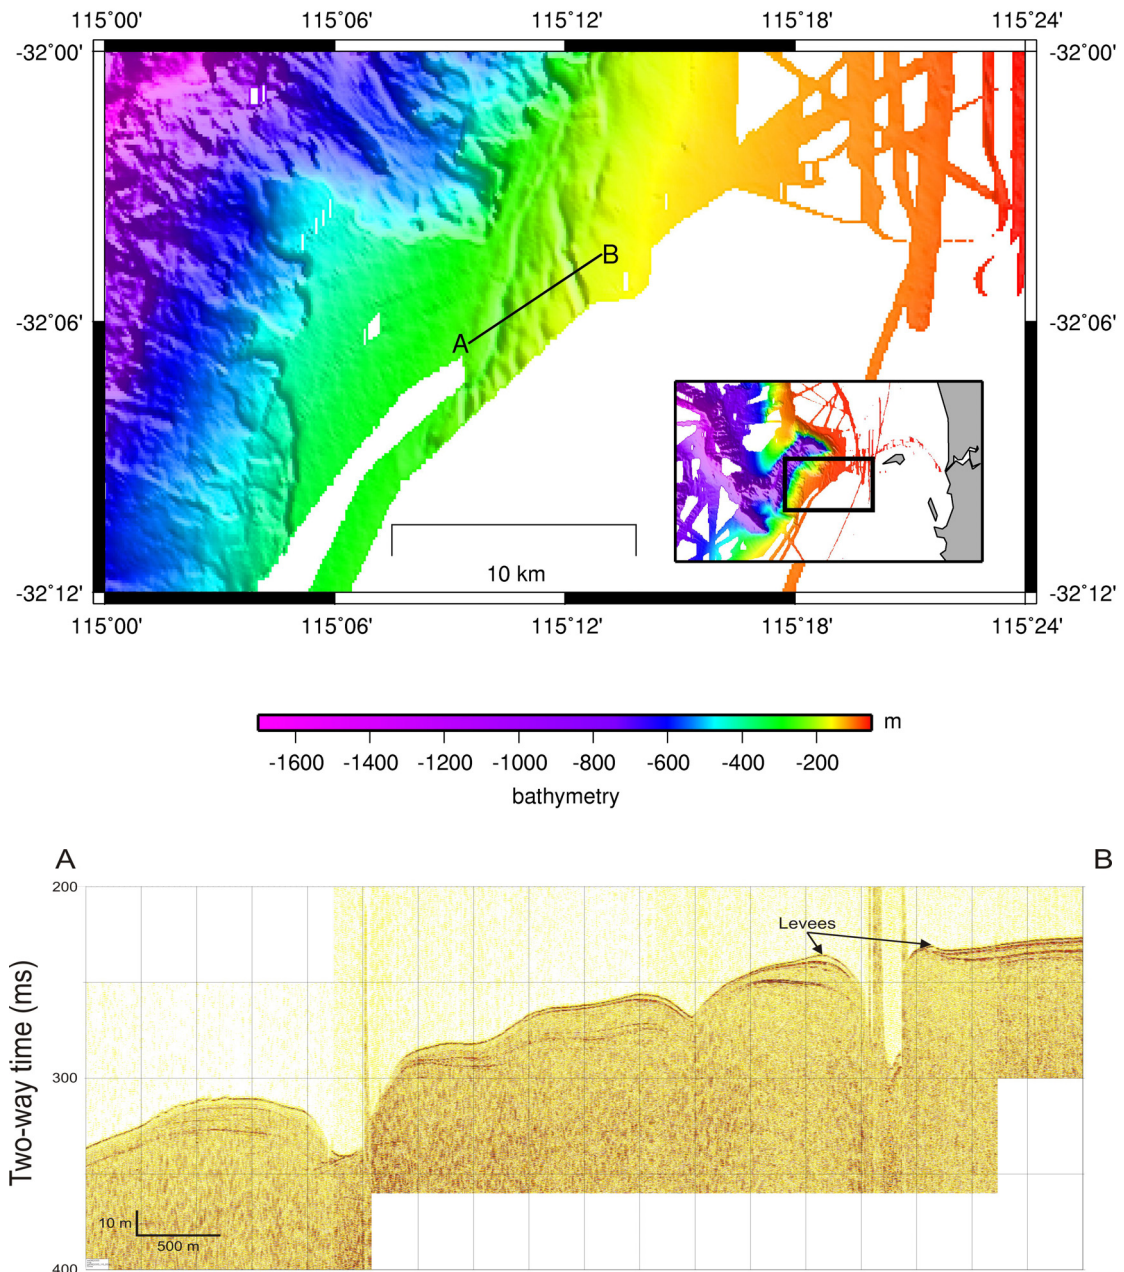 115°00' 115°06' 115°12' 115°18' 115°24'
-32°00' -32°00'
B
-32°06' -32°06'
A
10 km
-32°12' -32°12'
115°00' 115°06' 115°12' 115°18' 115°24'
m
-1600 -1400 -1200 -1000 -800 -600 -400 -200
bathymetry
A B
200
Levees
300
Two-way time (ms)
10 m
500 m
400